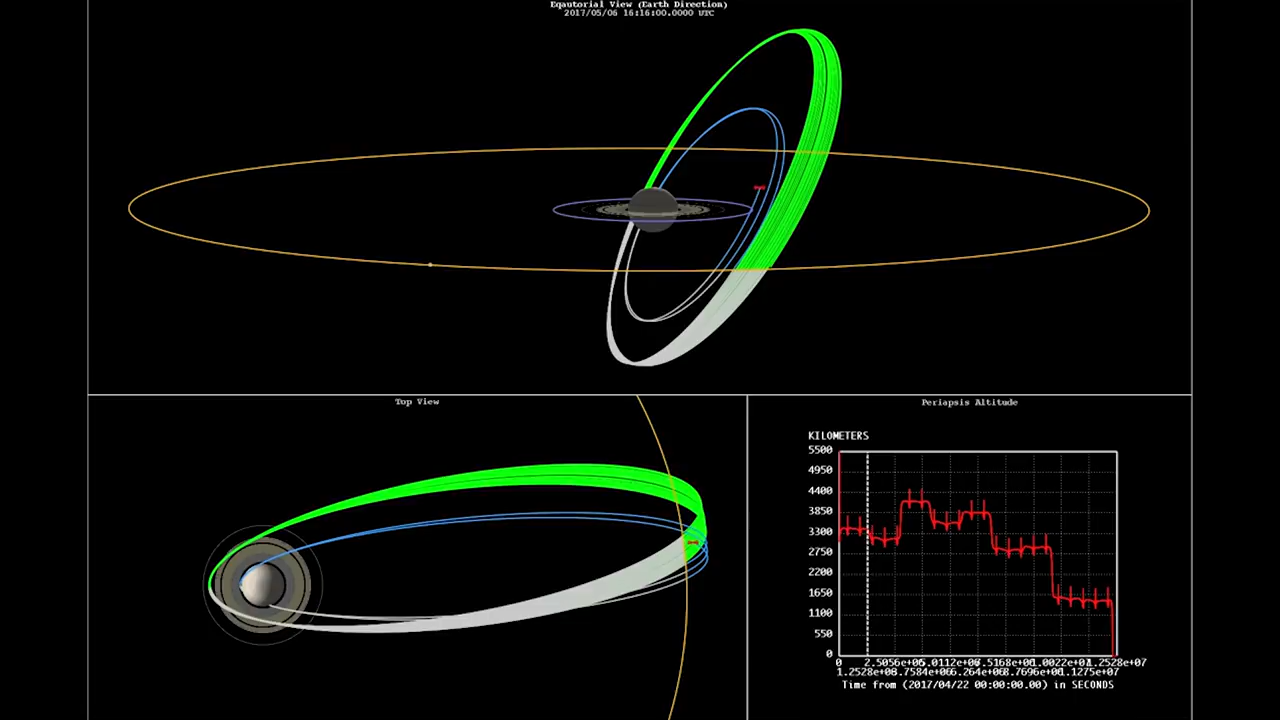 Eqautorial View (Earth Direction)
2017/05/06 16:16:00.0000 UTC
Top View
Periapsis Altitude
KILOMETERS
5500
4950
4400
3850
3300
2750
2200
1650
1100
550
0
0
Time from (2017/04/22 00:00:00.00) in SECONDS